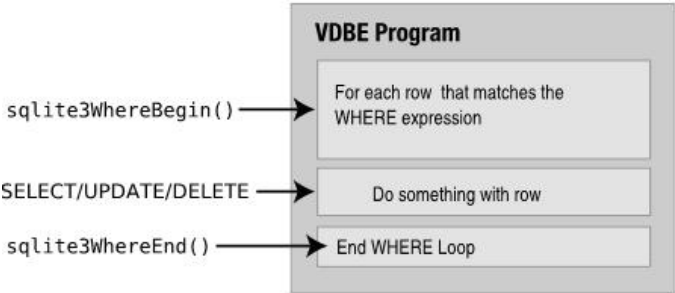 VDBE Program
sqlite3WhereBegin()
For each row that matches the
WHERE expression
SELECT/UPDATE/DELETE
Do something with row
sqlite3WhereEnd()
End WHERE Loop